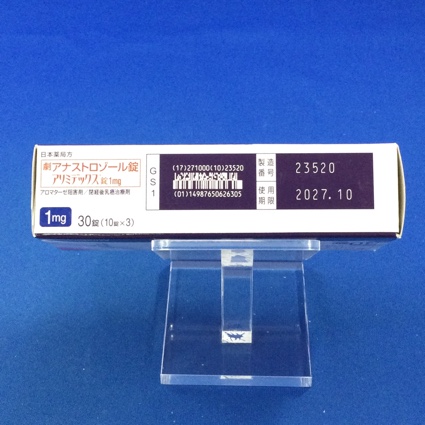 日本薬局方
劇 アナストロゾール錠
アリミデックス錠1mg
アロマターゼ阻害剤／閉経後乳癌治療剤
1mg 30錠(10錠×3)
GS1
(17)271000(10)23520
(01)14987650626305
製造番号 23520
使用期限 2027.10